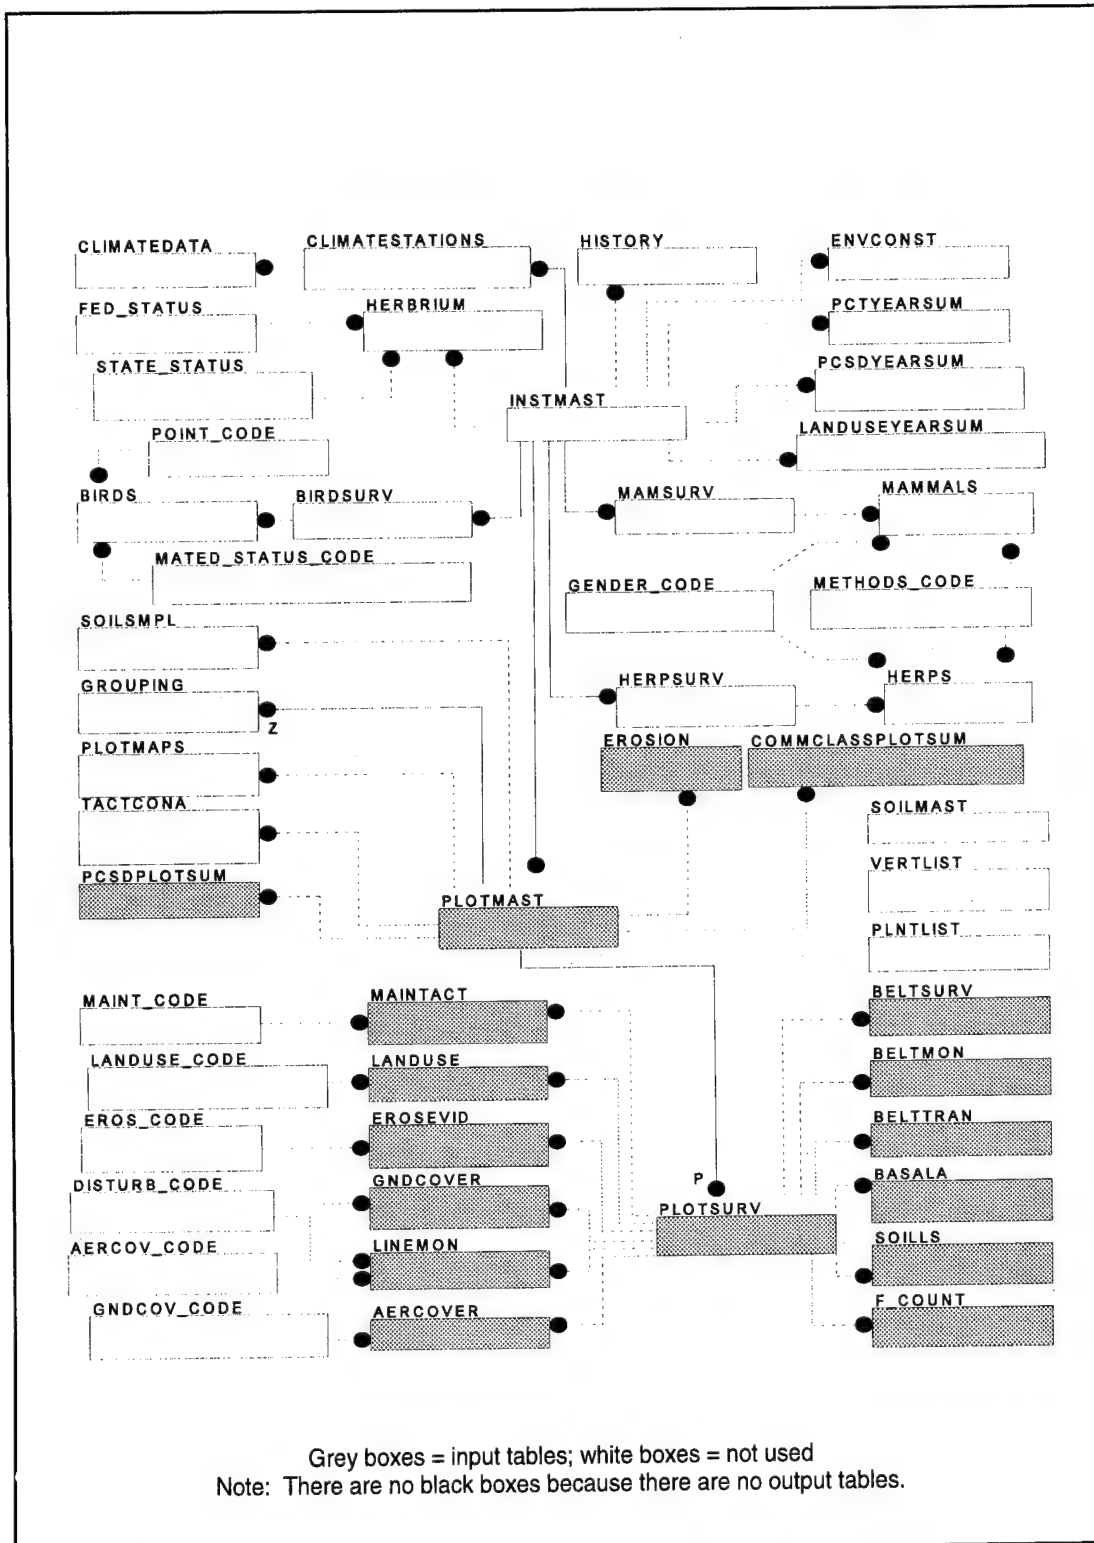 CLIMATEDATA
CLIMATESTATIONS
HISTORY
ENVCONST
FED_STATUS
HERBRIUM
PCTYEARSUM
STATE_STATUS
PCSDYEARSUM
INSTMAST
POINT_CODE
LANDUSEYEARSUM
BIRDS
BIRDSURV
MAMSURV
MAMMALS
MATED_STATUS_CODE
GENDER_CODE
METHODS_CODE
SOILSMPL
GROUPING
Z
HERPSURV
HERPS
PLOTMAPS
EROSION
COMMCLASSPLOTSUM
TACTCONA
SOILMAST
PCSDPLOTSUM
VERTLIST
PLOTMAST
PLNTLIST
MAINT_CODE
MAINTACT
BELTSURV
LANDUSE_CODE
LANDUSE
BELTMON
EROS_CODE
EROSEVID
BELTTRAN
DISTURB_CODE
GNDCOVER
P
BASALA
PLOTSURV
AERCOV_CODE
LINEMON
SOILLS
GNDCOV_CODE
AERCOVER
F_COUNT
Grey boxes = input tables; white boxes = not used
Note: There are no black boxes because there are no output tables.